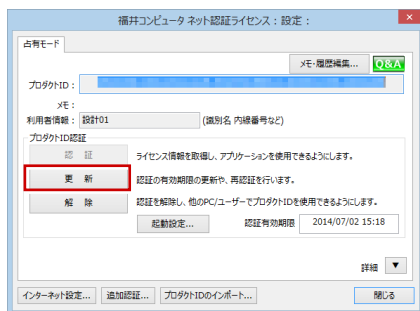 福井コンピュータ ネット認証ライセンス：設定：
占有モード
メモ・履歴編集... Q&A
プロダクトID：
メモ：
利用者情報： 設計01 (識別名 内線番号など)
プロダクトID認証
認 証 ライセンス情報を取得し、アプリケーションを使用できるようにします。
更 新 認証の有効期限の更新や、再認証を行います。
解 除 認証を解除し、他のPC/ユーザーでプロダクトIDを使用できるようにします。
起動設定... 認証有効期限 2014/07/02 15:18
詳細 ▼
インターネット設定... 追加認証... プロダクトIDのインポート... 閉じる